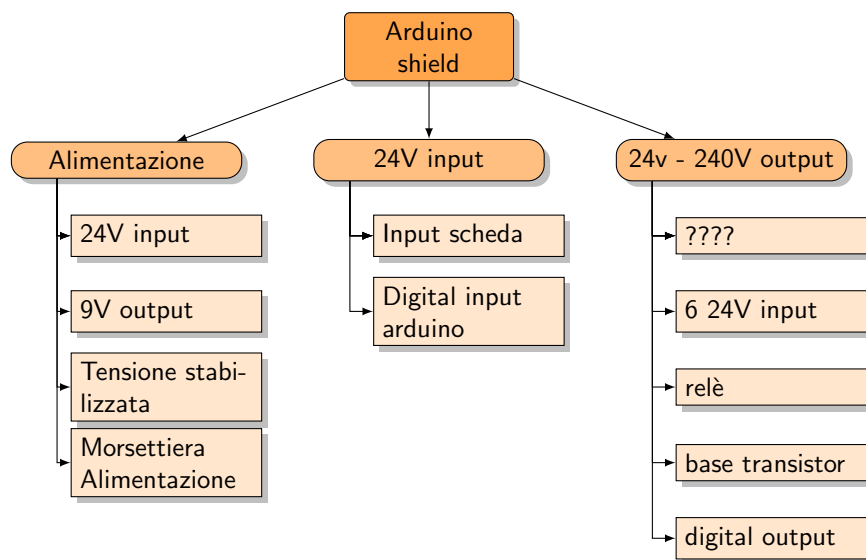 Arduino
shield
Alimentazione
24V input
24v - 240V output
24V input
9V output
Tensione stabi-
lizzata
Morsettiera
Alimentazione
Input scheda
Digital input
arduino
????
6 24V input
relè
base transistor
digital output